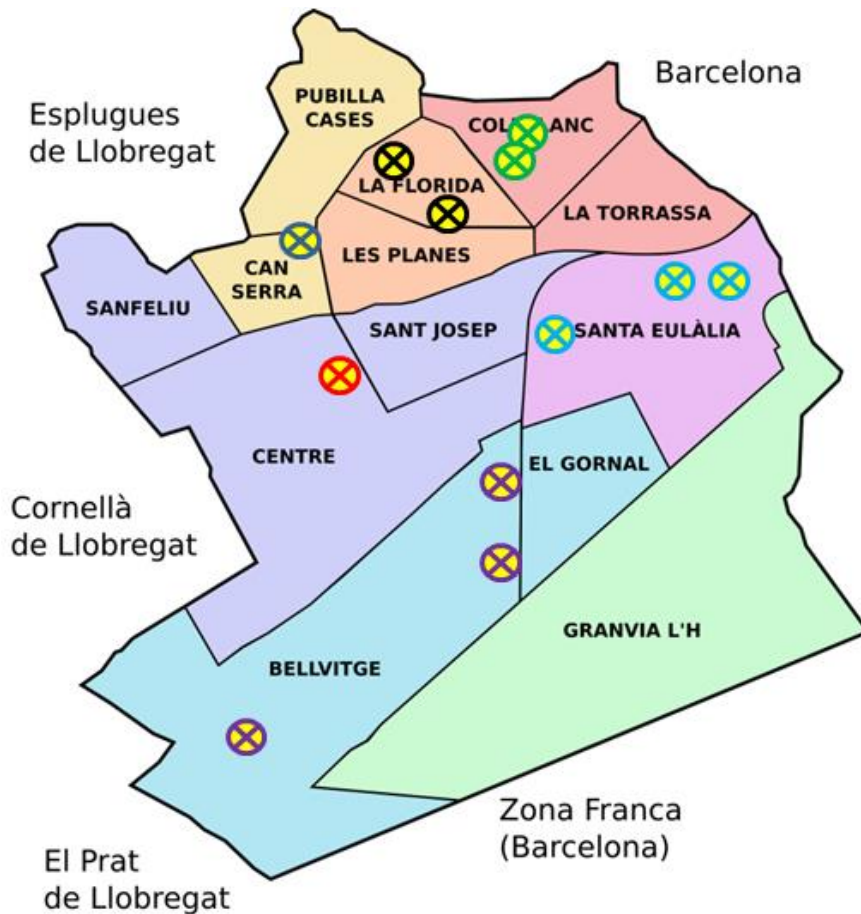 Barcelona
PUBILLA
CASES
Esplugues
de Llobregat
COLLBLANC
LA FLORIDA
LA TORRASSA
LES PLANES
CAN
SERRA
SANFELIU
SANT JOSEP
SANTA EULÀLIA
CENTRE
EL GORNAL
Cornellà
de Llobregat
GRANVIA L'H
BELLVITGE
Zona Franca
(Barcelona)
El Prat
de Llobregat